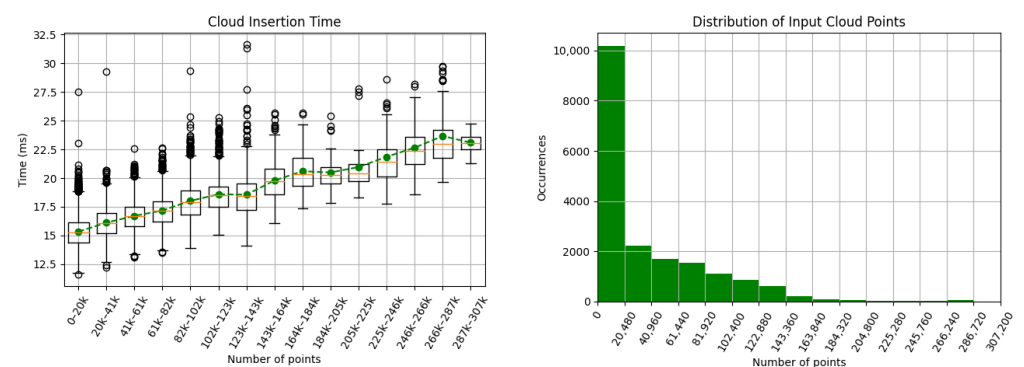 Cloud Insertion Time
Time (ms)
32.5
30
27.5
25
22.5
20
17.5
15
12.5
0–20k
20k–41k
41k–61k
61k–82k
82k–102k
102k–123k
123k–143k
143k–164k
164k–184k
184k–205k
205k–225k
225k–246k
246k–266k
266k–287k
287k–307k
Number of points
Distribution of Input Cloud Points
Occurrences
10,000
8000
6000
4000
2000
0
0
20,480
40,960
61,440
81,920
102,400
122,880
143,360
163,840
184,320
204,800
225,280
245,760
266,240
286,720
307,200
Number of points